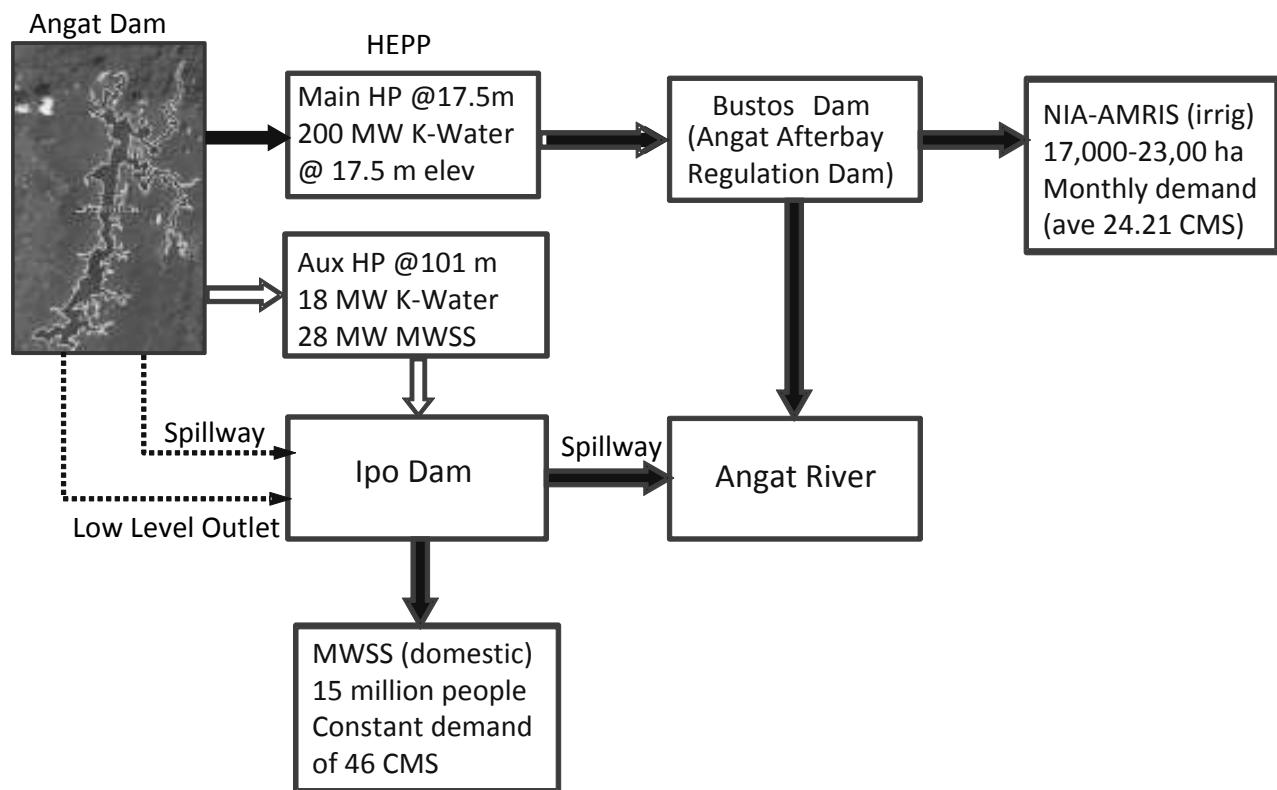 Angat Dam
HEPP
Main HP @17.5m
200 MW K-Water
@ 17.5 m elev
Bustos Dam
(Angat Afterbay
Regulation Dam)
NIA-AMRIS (irrig)
17,000-23,00 ha
Monthly demand
(ave 24.21 CMS)
Aux HP @101 m
18 MW K-Water
28 MW MWSS
Spillway
Low Level Outlet
Ipo Dam
Spillway
Angat River
MWSS (domestic)
15 million people
Constant demand
of 46 CMS